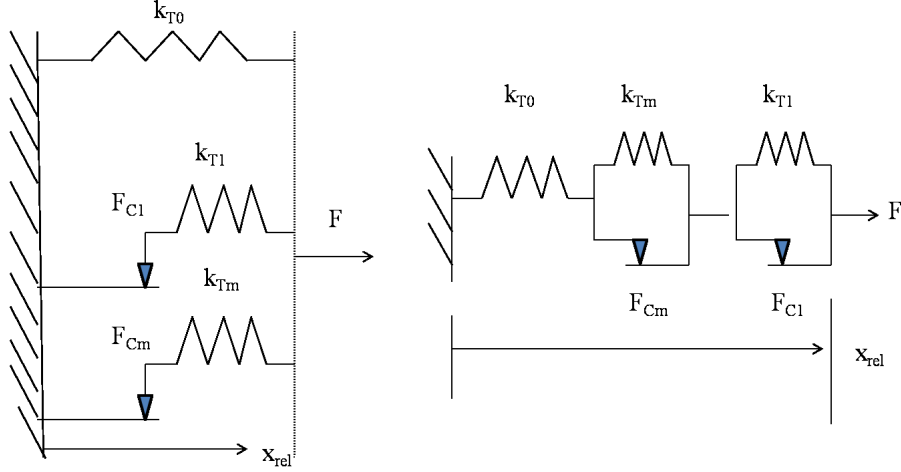 k_T0
k_T1
F_C1
F
k_Tm
F_Cm
x_rel
k_T0
k_Tm
k_T1
F
F_Cm
F_C1
x_rel